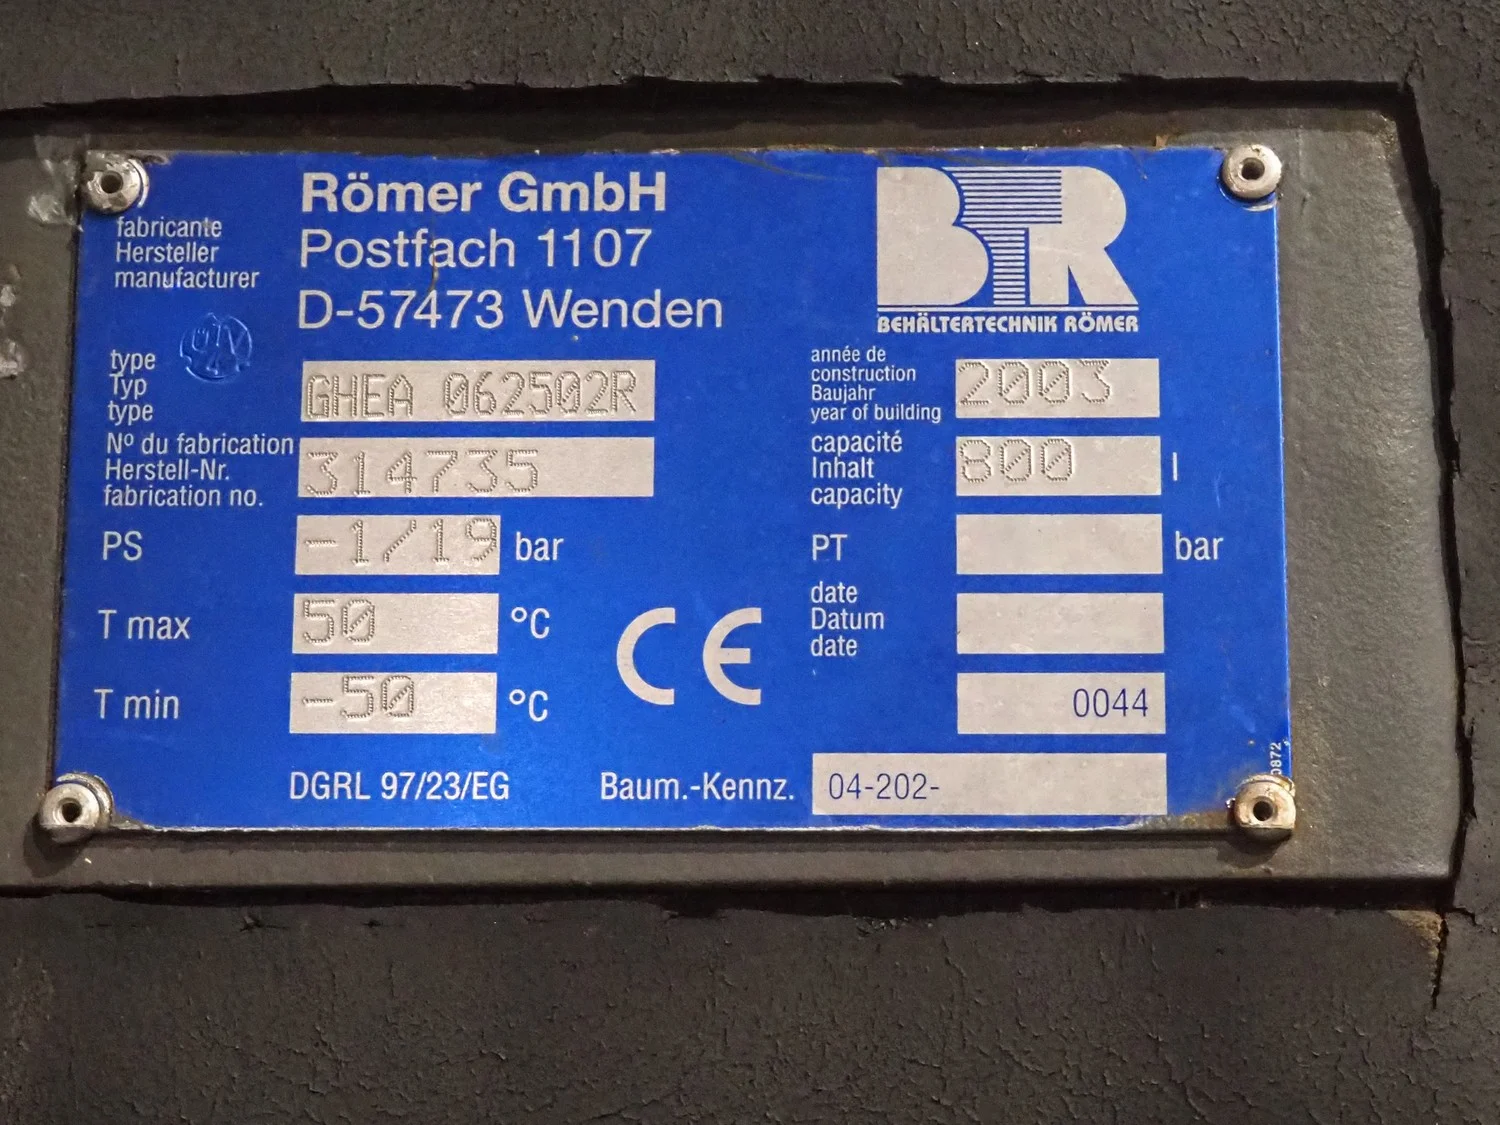 fabricante
Hersteller
manufacturer
Römer GmbH
Postfach 1107
D-57473 Wenden
BTR
BEHÄLTERTECHNIK RÖMER
type
Typ
type
GHEA 062502R
année de
construction
Baujahr
year of building
2003
Nº du fabrication
Herstell-Nr.
fabrication no.
314735
capacité
Inhalt
capacity
800 l
PS -1/19 bar
PT bar
T max 50 °C
date
Datum
date
CE
T min -50 °C
0044
DGRL 97/23/EG
Baum.-Kennz. 04-202-
0872